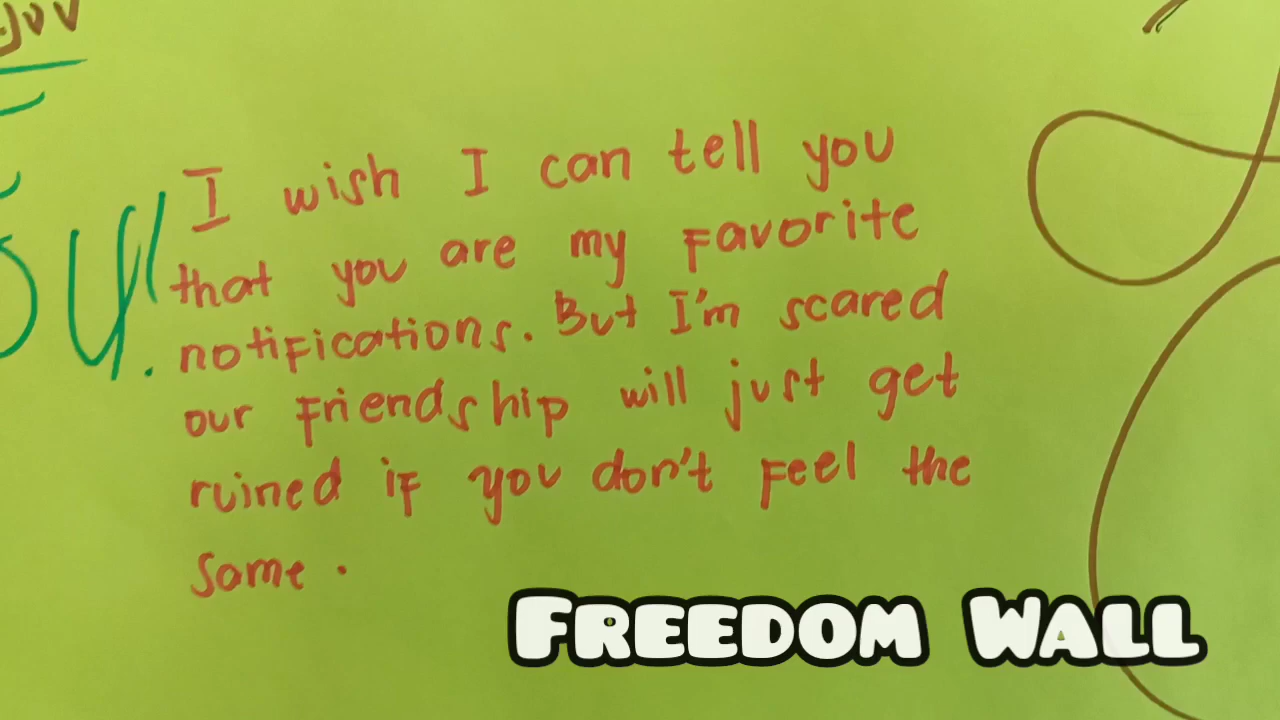 I wish I can tell you
that you are my favorite
notifications. But I'm scared
our friendship will just get
ruined if you don't feel the
same.
FREEDOM WALL